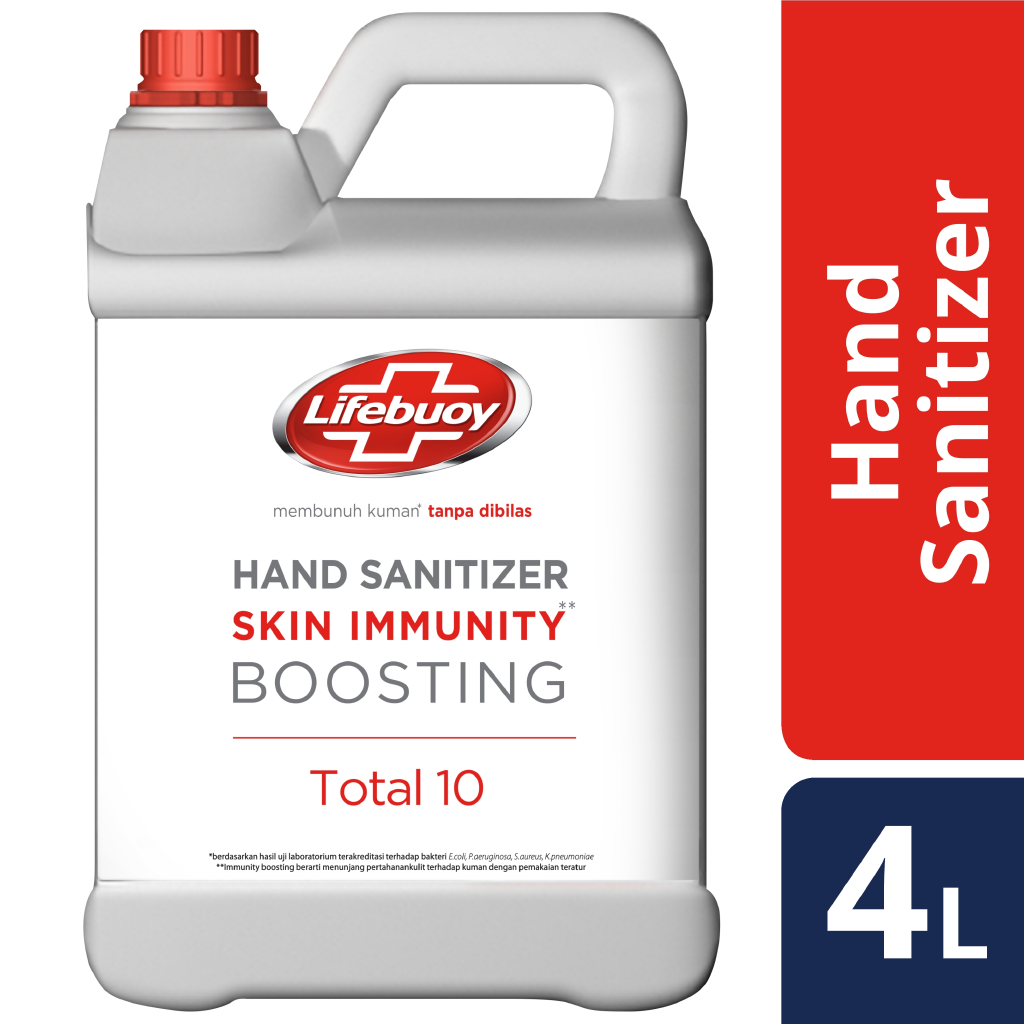 Lifebuoy
membunuh kuman* tanpa dibilas
HAND SANITIZER
SKIN IMMUNITY**
BOOSTING
Total 10
*berdasarkan hasil uji laboratorium terakreditasi terhadap bakteri E.coli, P.aeruginosa, S.aureus, K.pneumoniae
**Immunity boosting berarti menunjang pertahanankulit terhadap kuman dengan pemakaian teratur
Hand
Sanitizer
4L